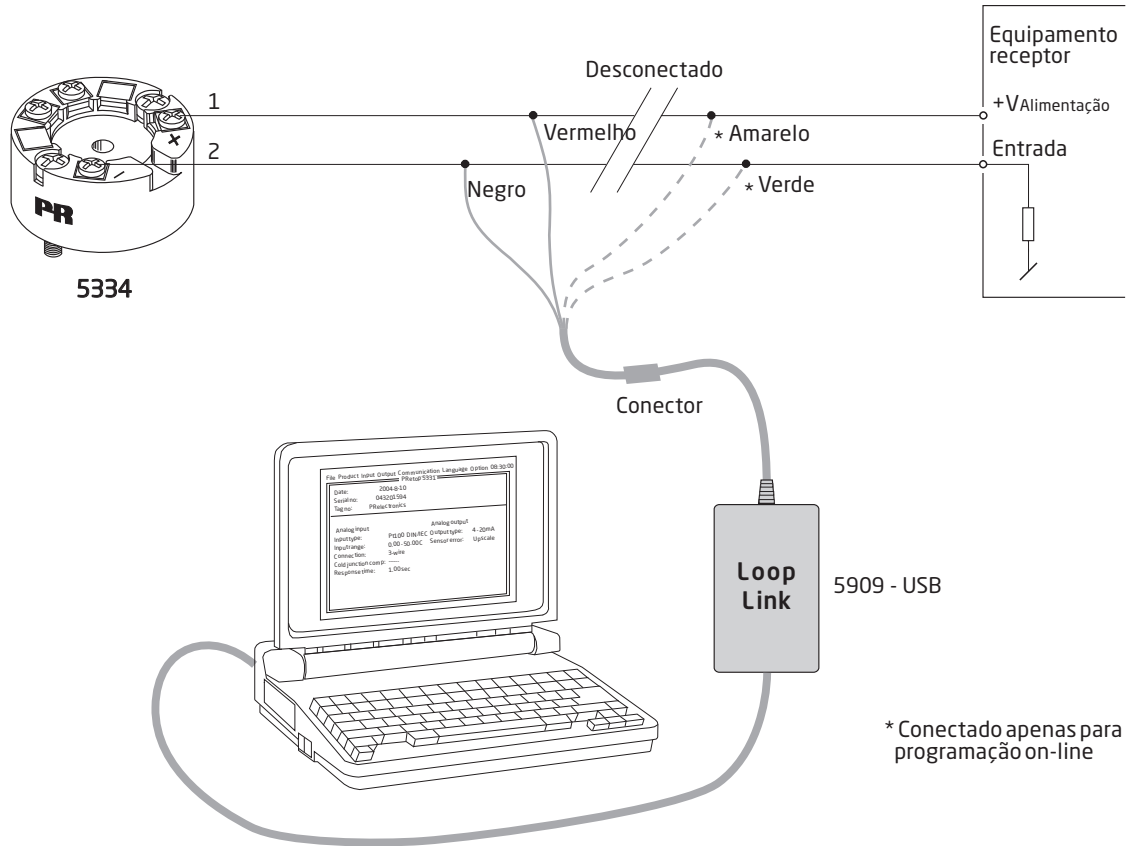 Equipamento
receptor
Desconectado
1
+VAlimentação
Vermelho
* Amarelo
2
Entrada
Negro
* Verde
+
-
PR
5334
Conector
File Product Input Output Communication Language Option 08:30:00
PRetop 5331
Date: 2004-8-10
Serial no: 043201594
Tag no: PRelectronics
Analog input Analog output
Input type: Pt100 DIN/IEC Output type: 4-20mA
Input range: 0,00-50,00C Sensor error: Upscale
Connection: 3-wire
Cold junction comp: ------
Response time: 1,00 sec
Loop
Link
5909 - USB
* Conectado apenas para
programação on-line